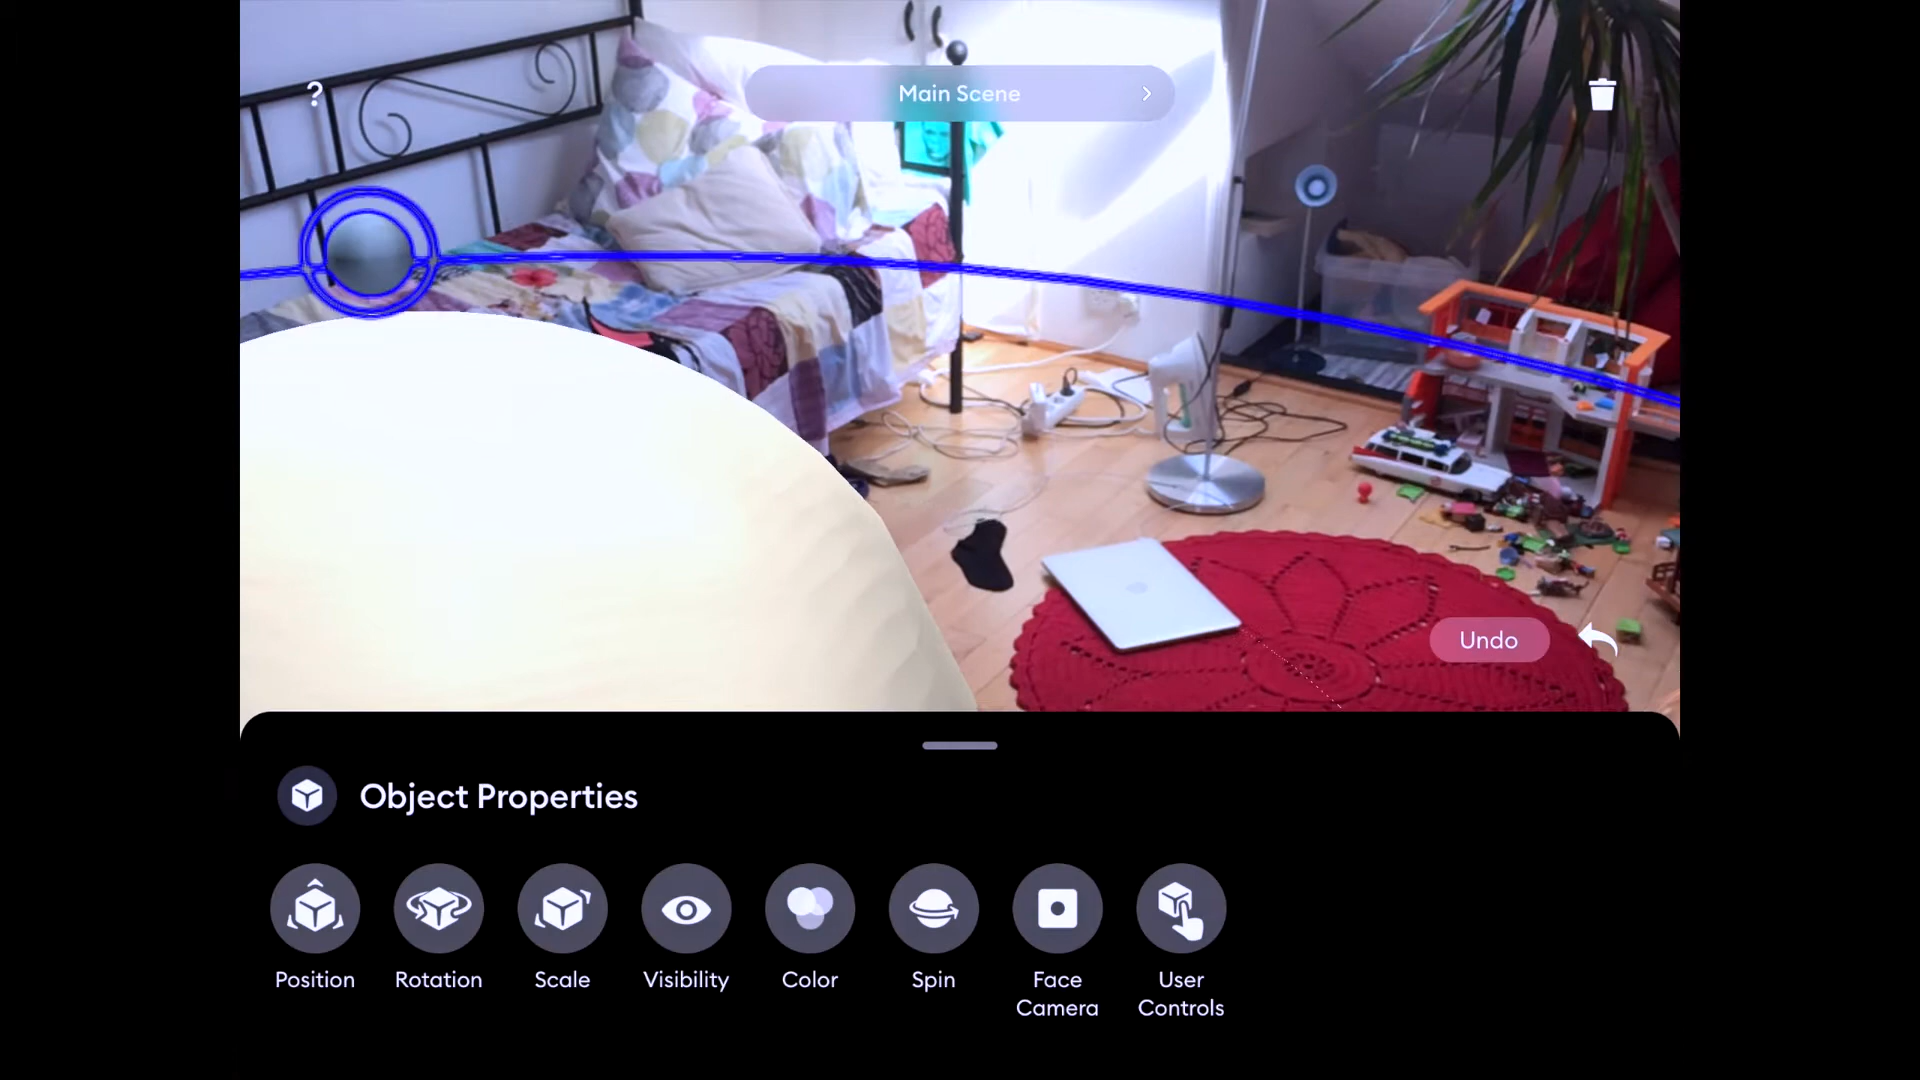 ?
Main Scene
Undo
Object Properties
Position
Rotation
Scale
Visibility
Color
Spin
Face
Camera
User
Controls